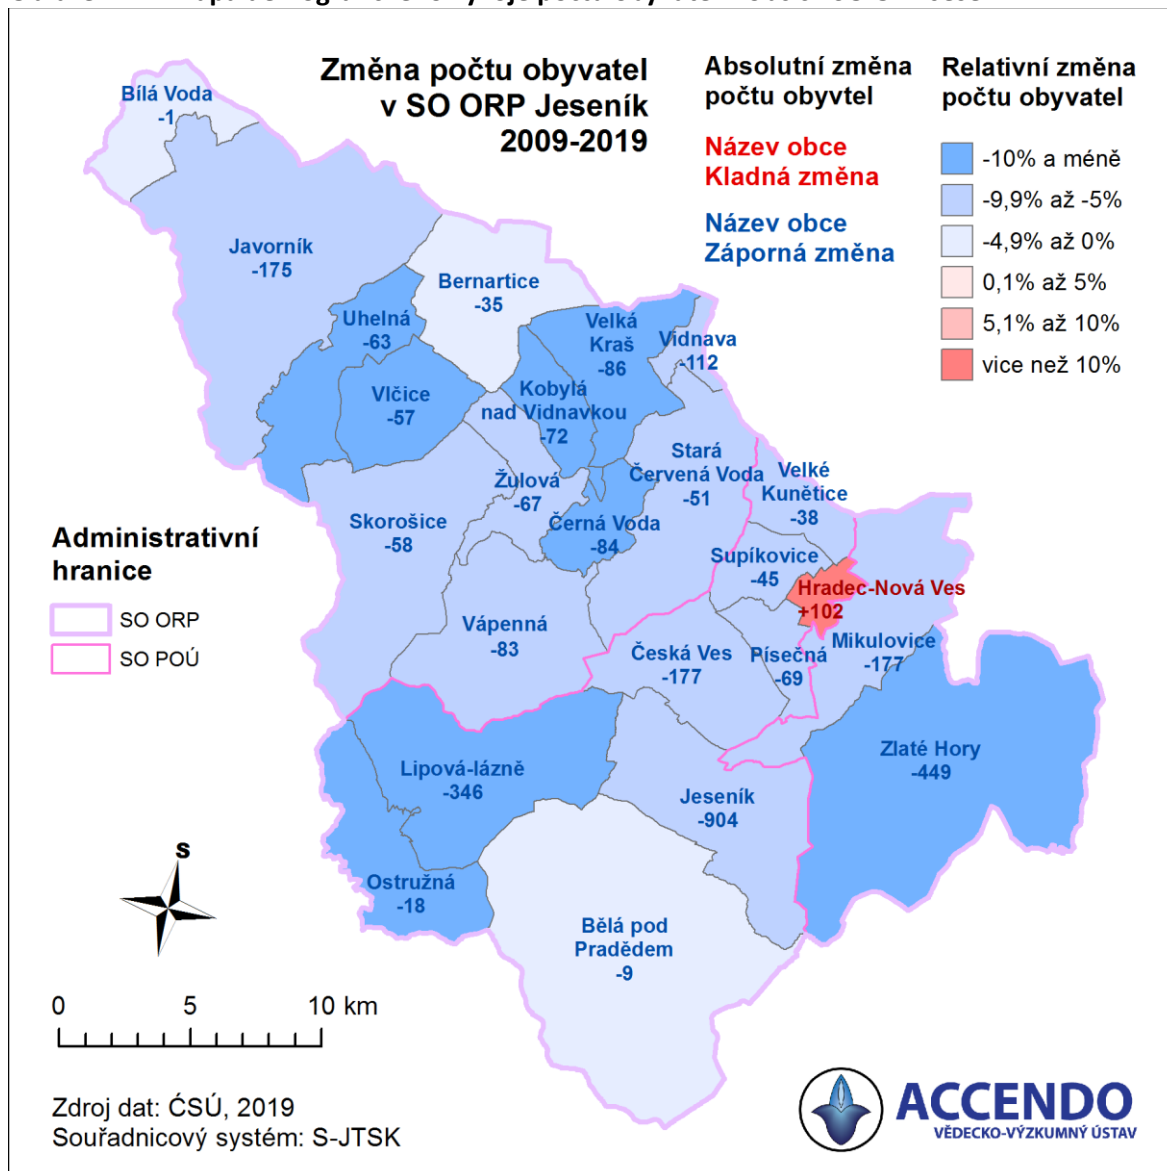 Změna počtu obyvatel
v SO ORP Jeseník
2009-2019
Absolutní změna
počtu obyvtel
Název obce
Kladná změna
Název obce
Záporná změna
Relativní změna
počtu obyvatel
-10% a méně
-9,9% až -5%
-4,9% až 0%
0,1% až 5%
5,1% až 10%
vice než 10%
Bílá Voda
-1
Javorník
-175
Bernartice
-35
Uhelná
-63
Velká
Kraš
-86
Vidnava
-112
Vlčice
-57
Kobylá
nad Vidnavkou
-72
Stará
Červená Voda
-51
Velké
Kunětice
-38
Žulová
-67
Skorošice
-58
Černá Voda
-84
Supíkovice
-45
Hradec-Nová Ves
+102
Vápenná
-83
Česká Ves
-177
Písečná
-69
Mikulovice
-177
Zlaté Hory
-449
Lipová-lázně
-346
Jeseník
-904
Ostružná
-18
Bělá pod
Pradědem
-9
Administrativní
hranice
SO ORP
SO POÚ
S
0 5 10 km
Zdroj dat: ĆSÚ, 2019
Souřadnicový systém: S-JTSK
ACCENDO
VĚDECKO-VÝZKUMNÝ ÚSTAV